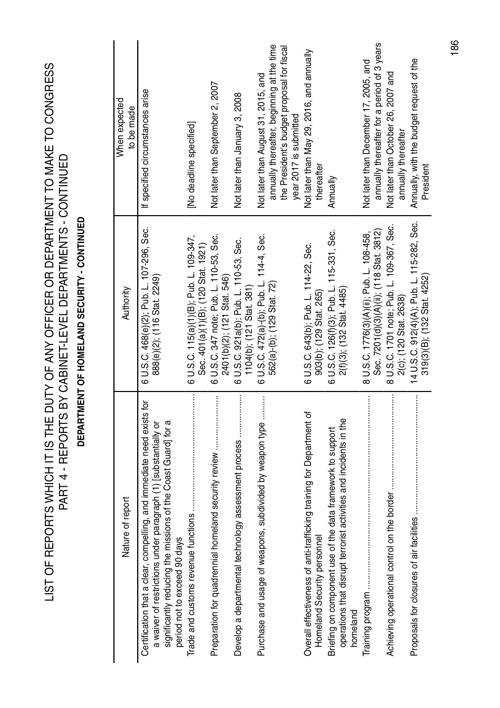 LIST OF REPORTS WHICH IT IS THE DUTY OF ANY OFFICER OR DEPARTMENT TO MAKE TO CONGRESS
PART 4 - REPORTS BY CABINET-LEVEL DEPARTMENTS - CONTINUED
DEPARTMENT OF HOMELAND SECURITY - CONTINUED
Nature of report
Authority
When expected
to be made
Certification that a clear, compelling, and immediate need exists for
a waiver of restrictions under paragraph (1) [substantially or
significantly reducing the missions of the Coast Guard] for a
period not to exceed 90 days
6 U.S.C. 468(e)(2); Pub. L. 107-296, Sec.
888(e)(2); (116 Stat. 2249)
If specified circumstances arise
Trade and customs revenue functions
6 U.S.C. 115(a)(1)(B); Pub. L. 109-347,
Sec. 401(a)(1)(B); (120 Stat. 1921)
[No deadline specified]
Preparation for quadrennial homeland security review
6 U.S.C. 347 note; Pub. L. 110-53, Sec.
2401(b)(2); (121 Stat. 546)
Not later than September 2, 2007
Develop a departmental technology assessment process
6 U.S.C. 921a(b); Pub. L. 110-53, Sec.
1104(b); (121 Stat. 381)
Not later than January 3, 2008
Purchase and usage of weapons, subdivided by weapon type
6 U.S.C. 472(a)-(b); Pub. L. 114-4, Sec.
562(a)-(b); (129 Stat. 72)
Not later than August 31, 2015, and
annually thereafter, beginning at the time
the President's budget proposal for fiscal
year 2017 is submitted
Overall effectiveness of anti-trafficking training for Department of
Homeland Security personnel
6 U.S.C. 643(b); Pub. L. 114-22, Sec.
903(b); (129 Stat. 265)
Not later than May 29, 2016, and annually
thereafter
Briefing on component use of the data framework to support
operations that disrupt terrorist activities and incidents in the
homeland
6 U.S.C. 126(f)(3); Pub. L. 115-331, Sec.
2(f)(3); (132 Stat. 4485)
Annually
Training program
8 U.S.C. 1776(3)(A)(ii); Pub. L. 108-458,
Sec. 7201(d)(3)(A)(ii); (118 Stat. 3812)
Not later than December 17, 2005, and
annually thereafter for a period of 3 years
Achieving operational control on the border
8 U.S.C. 1701 note; Pub. L. 109-367, Sec.
2(c); (120 Stat. 2638)
Not later than October 26, 2007 and
annually thereafter
Proposals for closures of air facilities
14 U.S.C. 912(4)(A); Pub. L. 115-282, Sec.
319(3)(B); (132 Stat. 4252)
Annually, with the budget request of the
President
186